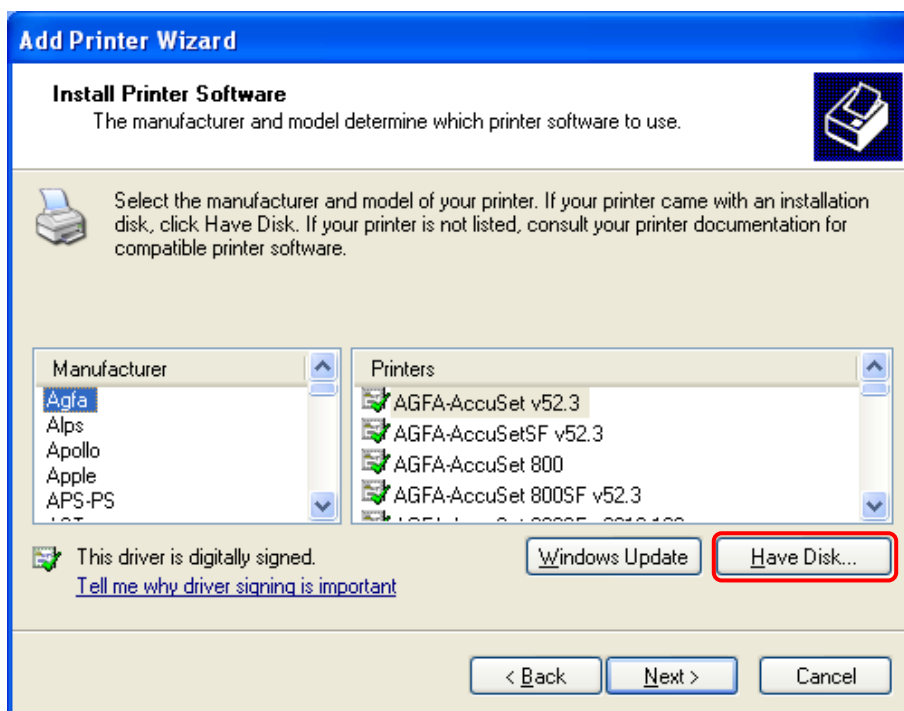 Add Printer Wizard
Install Printer Software
The manufacturer and model determine which printer software to use.
Select the manufacturer and model of your printer. If your printer came with an installation
disk, click Have Disk. If your printer is not listed, consult your printer documentation for
compatible printer software.
Manufacturer
Agfa
Alps
Apollo
Apple
APS-PS
Printers
AGFA-AccuSet v52.3
AGFA-AccuSetSF v52.3
AGFA-AccuSet 800
AGFA-AccuSet 800SF v52.3
This driver is digitally signed.
Tell me why driver signing is important
Windows Update
Have Disk...
< Back
Next >
Cancel